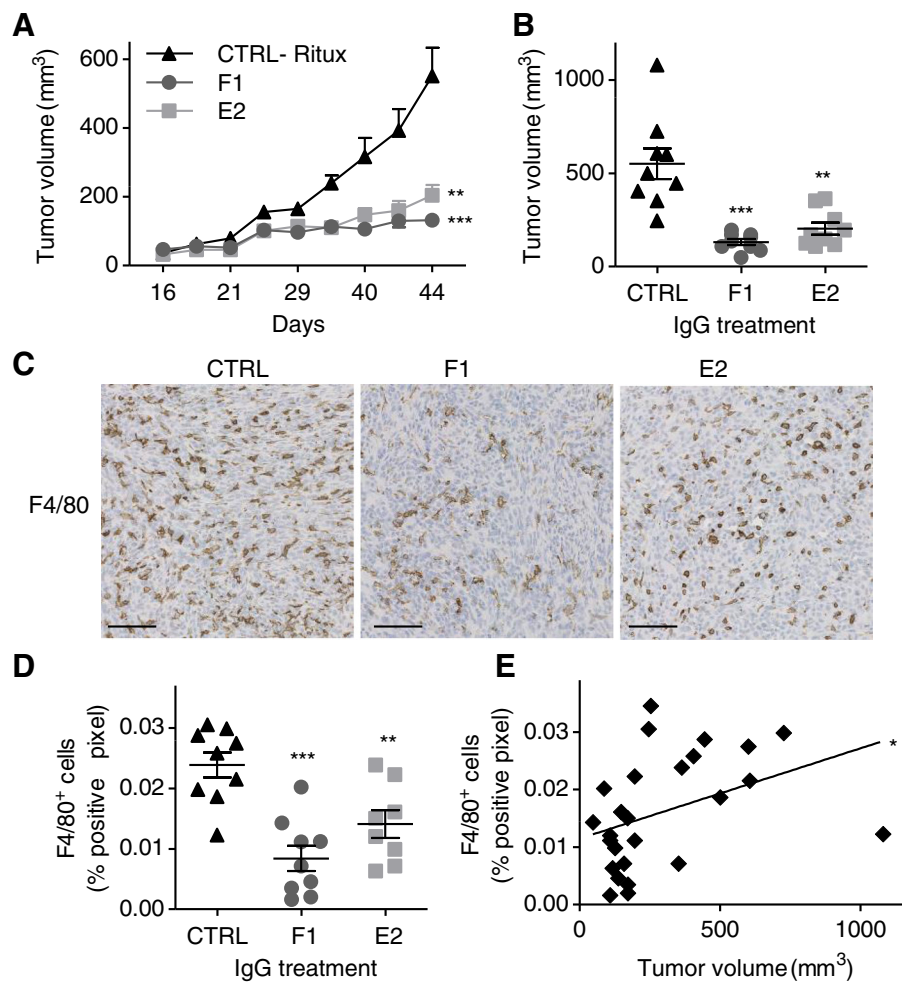 A
Tumor volume (mm3)
600
400
200
0
CTRL- Ritux
F1
E2
**
***
16 21 29 40 44
Days
B
Tumor volume (mm3)
1000
500
0
***
**
CTRL F1 E2
IgG treatment
C
CTRL F1 E2
F4/80
D
F4/80+ cells
(% positive pixel)
0.03
0.02
0.01
0.00
***
**
CTRL F1 E2
IgG treatment
E
F4/80+ cells
(% positive pixel)
0.03
0.02
0.01
0.00
*
0 500 1000
Tumor volume (mm3)